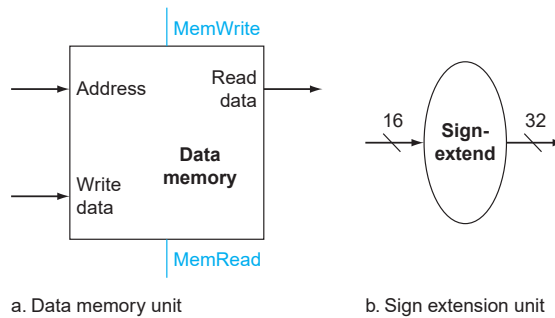 MemWrite
Address
Read
data
Data
memory
Write
data
MemRead
16
Sign-
extend
32
a. Data memory unit
b. Sign extension unit